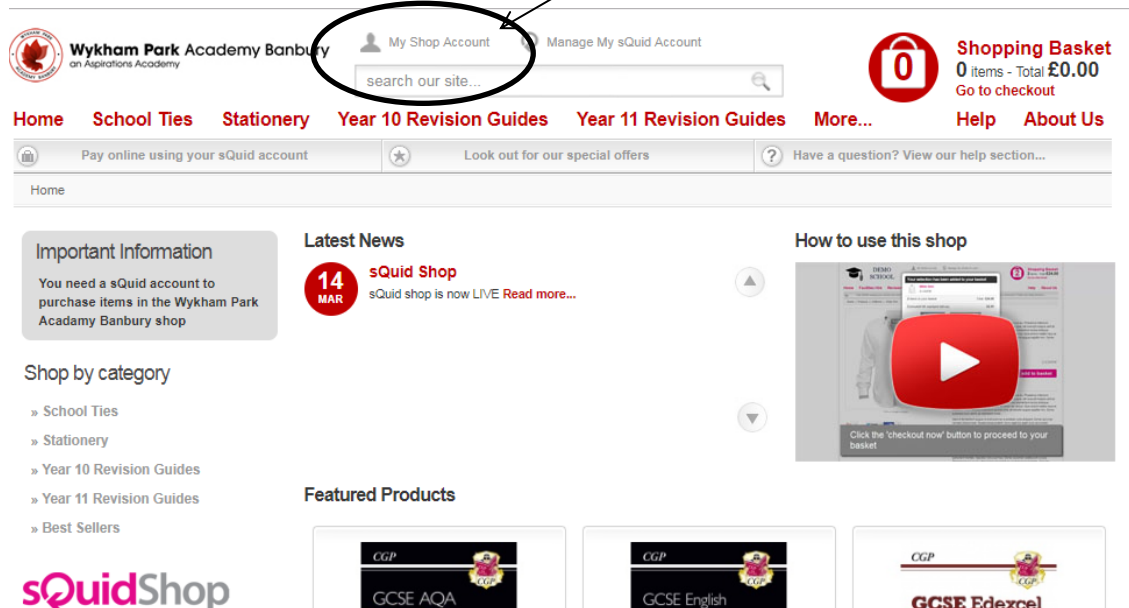 Wykham Park Academy Banbury
an Aspirations Academy
My Shop Account
Manage My sQuid Account
search our site...
0
Shopping Basket
0 items - Total £0.00
Go to checkout
Home School Ties Stationery Year 10 Revision Guides Year 11 Revision Guides More... Help About Us
Pay online using your sQuid account
Look out for our special offers
? Have a question? View our help section...
Home
Important Information
You need a sQuid account to
purchase items in the Wykham Park
Acadamy Banbury shop
Shop by category
» School Ties
» Stationery
» Year 10 Revision Guides
» Year 11 Revision Guides
» Best Sellers
sQuidShop
Latest News
14
MAR
sQuid Shop
sQuid shop is now LIVE Read more...
How to use this shop
DEMO
SCHOOL
Click the 'checkout now' button to proceed to your
basket
Featured Products
CGP
CGP
GCSE AQA
CGP
CGP
GCSE English
CGP
CGP
GCSE Edexcel